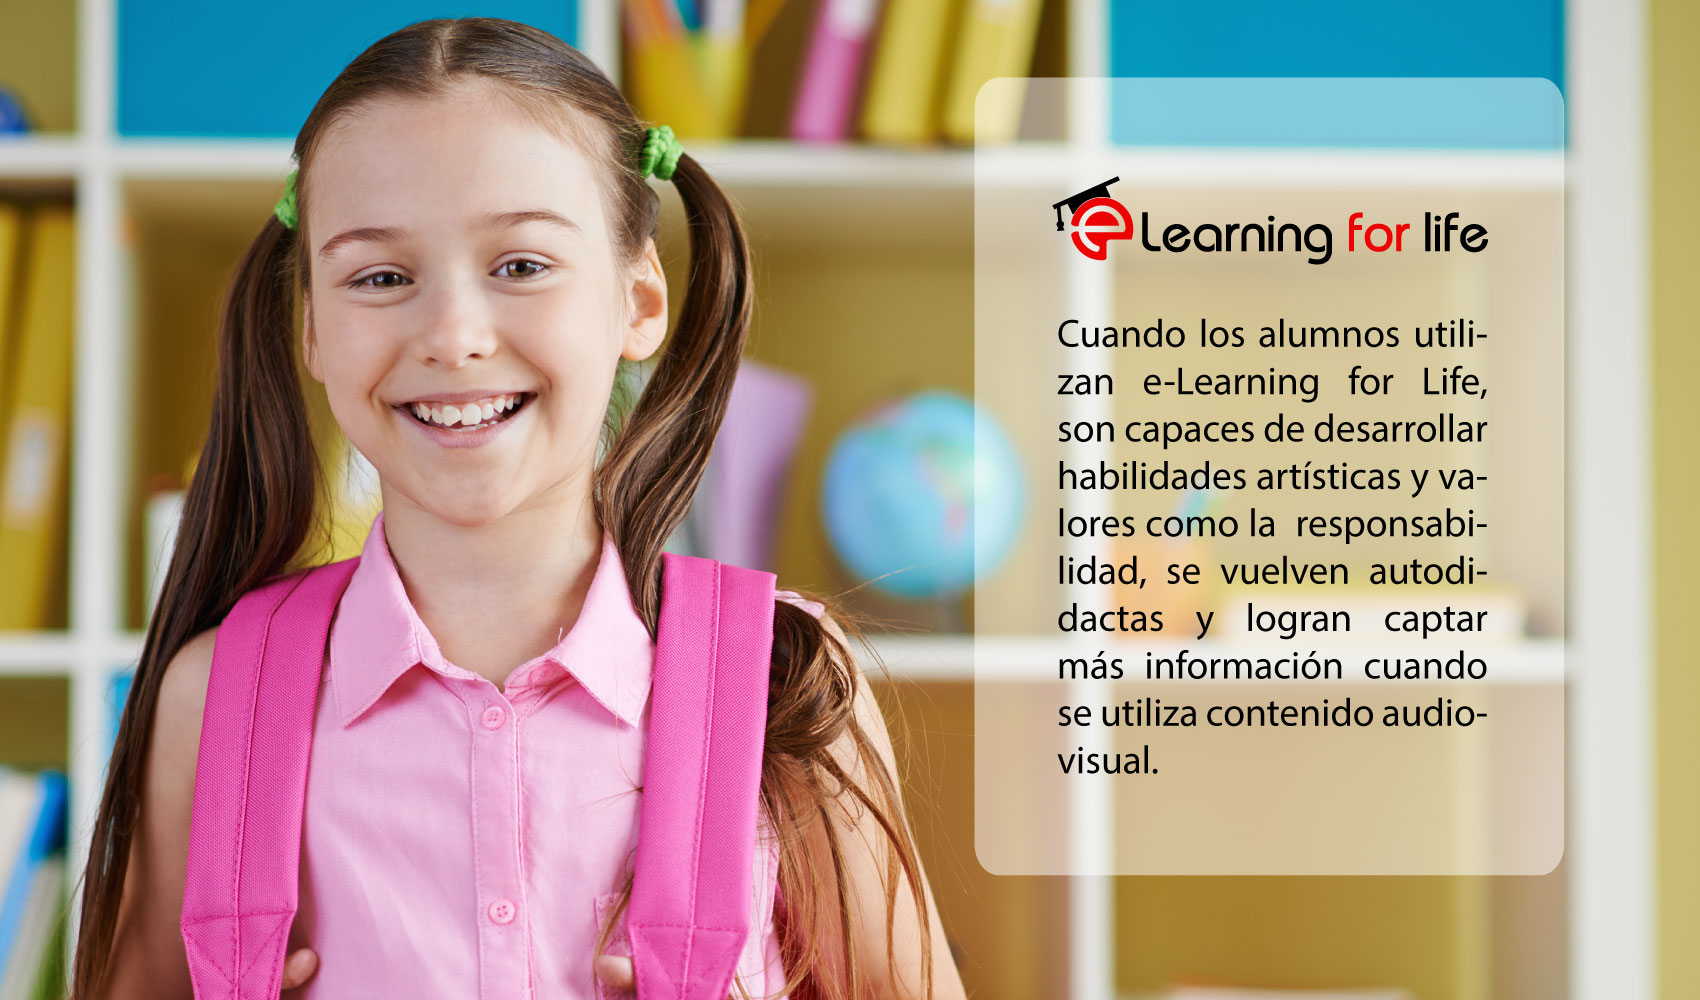 e Learning for life
Cuando los alumnos utili-
zan e-Learning for Life,
son capaces de desarrollar
habilidades artísticas y va-
lores como la responsabi-
lidad, se vuelven autodi-
dactas y logran captar
más información cuando
se utiliza contenido audio-
visual.